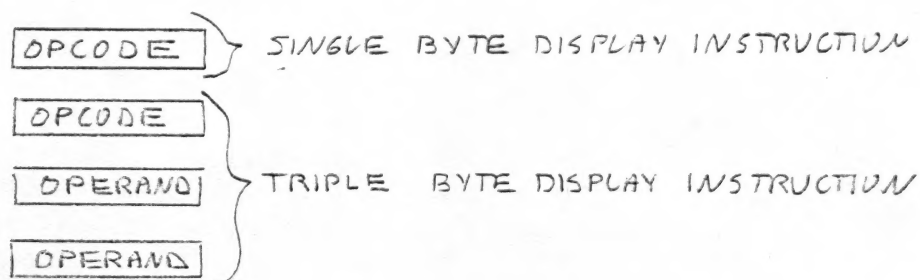 OPCODE SINGLE BYTE DISPLAY INSTRUCTION
OPCODE
OPERAND TRIPLE BYTE DISPLAY INSTRUCTION
OPERAND